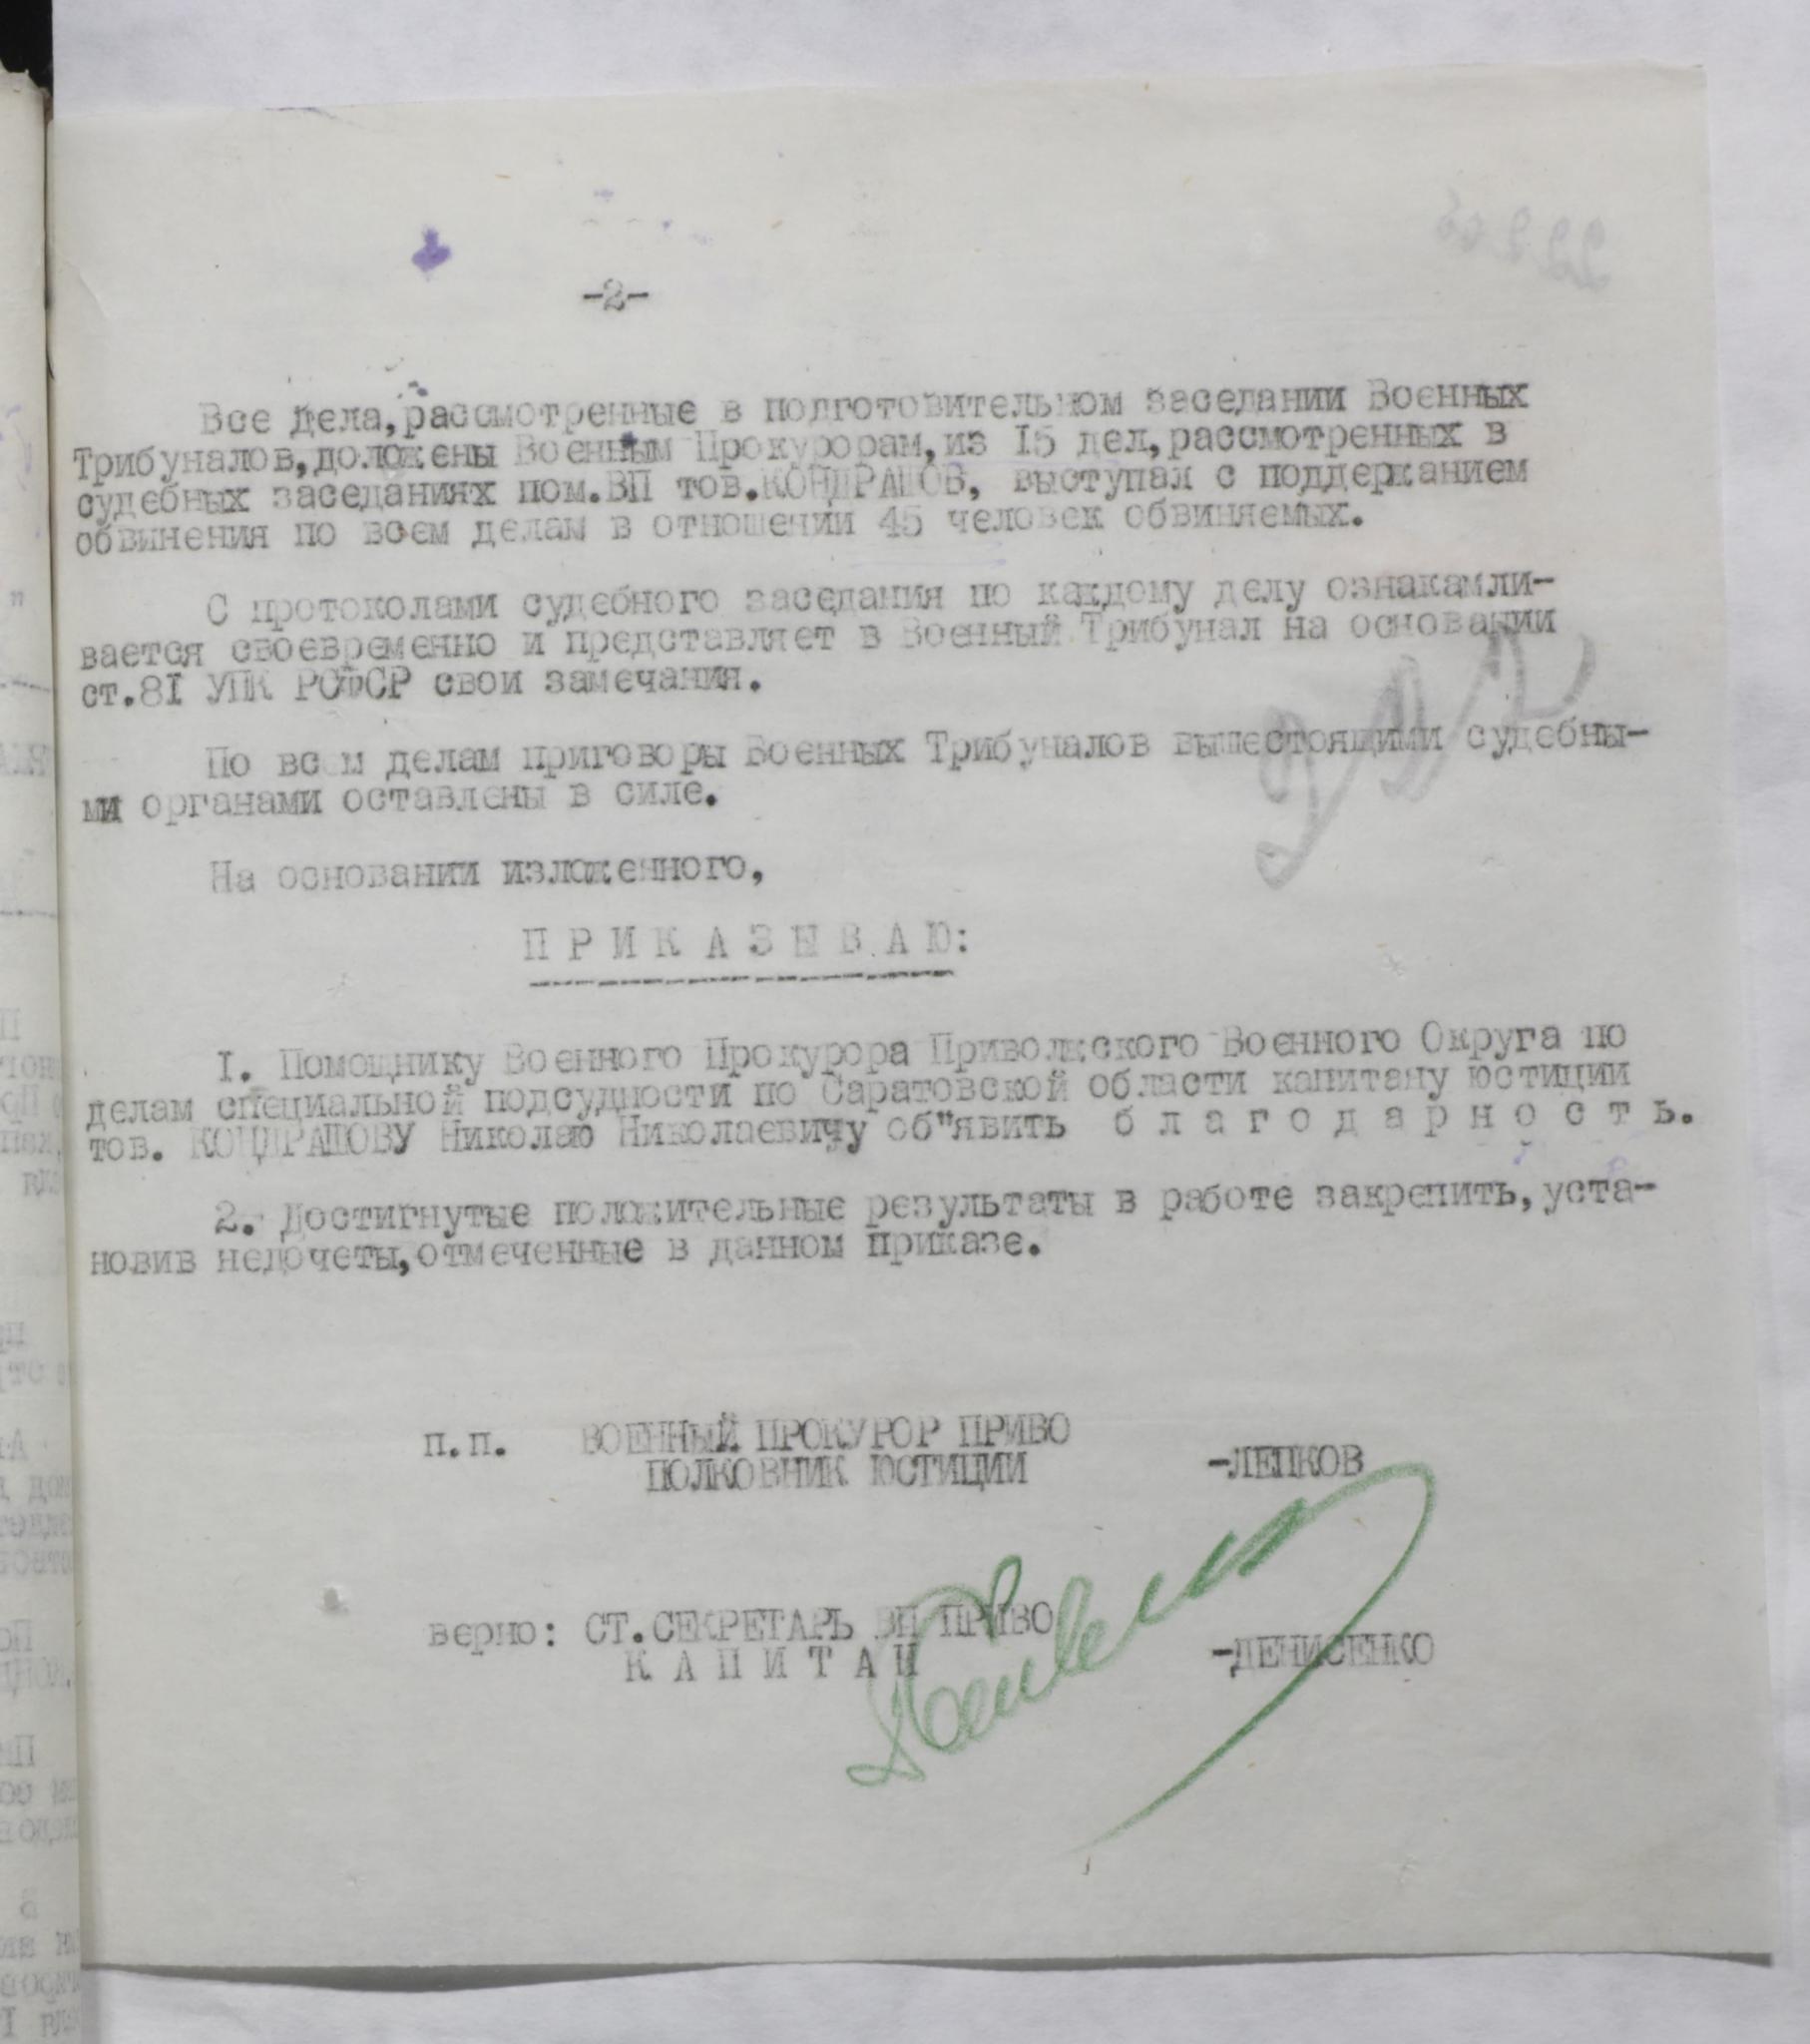 -2-
Все дела,рассмотренные в подготовительном заседании Военных
Трибуналов,доложены Военным Прокурорам,из 15 дел,рассмотренных в
судебных заседаниях пом.ВП тов.КОНДРАШОВ, выступал с поддержанием
обвинения по всем делам в отношении 45 человек обвиняемых.
С протоколами судебного заседания по каждому делу ознакамли-
вается своевременно и представляет в Военный Трибунал на основании
ст.81 УПК РСФСР свои замечания.
По всем делам приговоры Военных Трибуналов вышестоящими судебны-
ми органами оставлены в силе.
На основании изложенного,
П Р И К А З Ы В А Ю:
1. Помощнику Военного Прокурора Приволжского Военного Округа по
делам специальной подсудности по Саратовской области капитану юстиции
тов. КОНДРАШОВУ Николаю Николаевичу об"явить б л а г о д а р н о с т ь.
2. Достигнутые положительные результаты в работе закрепить,уста-
новив недочеты,отмеченные в данном приказе.
п.п. ВОЕННЫЙ ПРОКУРОР ПРИВО
ПОЛКОВНИК ЮСТИЦИИ -ЛЕПКОВ
верно: СТ.СЕКРЕТАРЬ ВП ПРИВО
К А П И Т А Н -ДЕНИСЕНКО